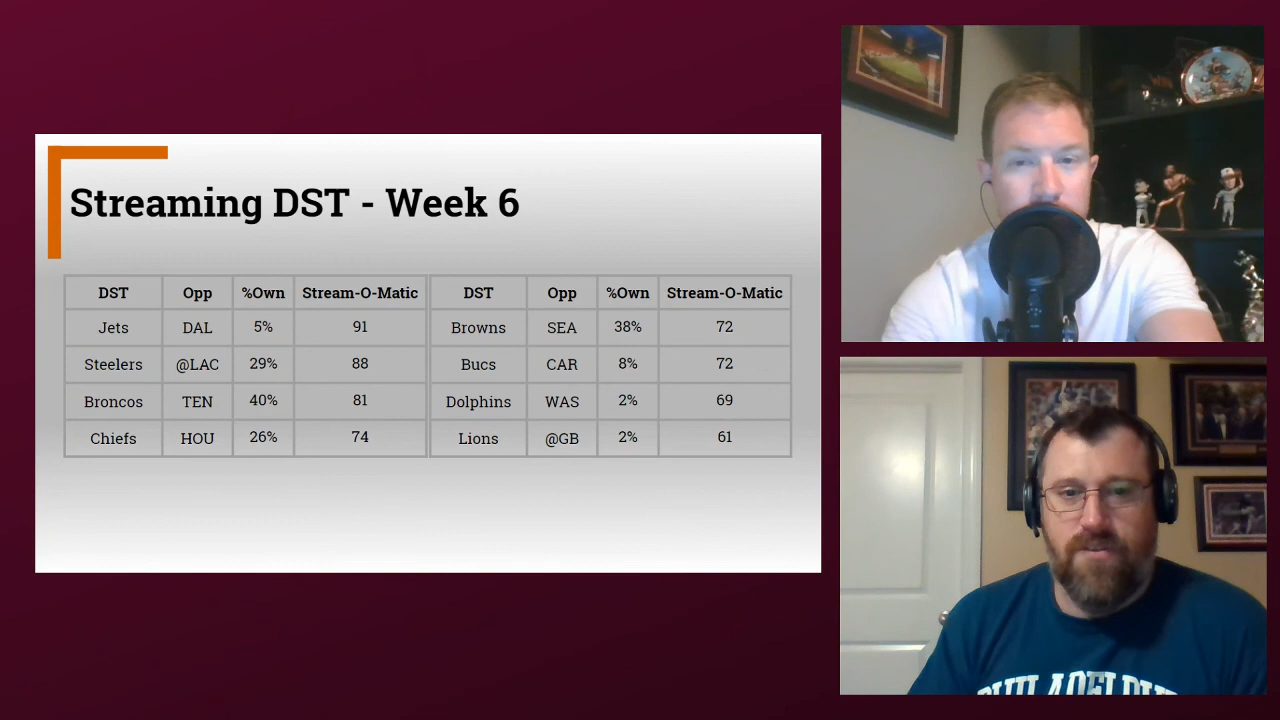 Streaming DST - Week 6
DST Opp %Own Stream-O-Matic DST Opp %Own Stream-O-Matic
Jets DAL 5% 91 Browns SEA 38% 72
Steelers @LAC 29% 88 Bucs CAR 8% 72
Broncos TEN 40% 81 Dolphins WAS 2% 69
Chiefs HOU 26% 74 Lions @GB 2% 61